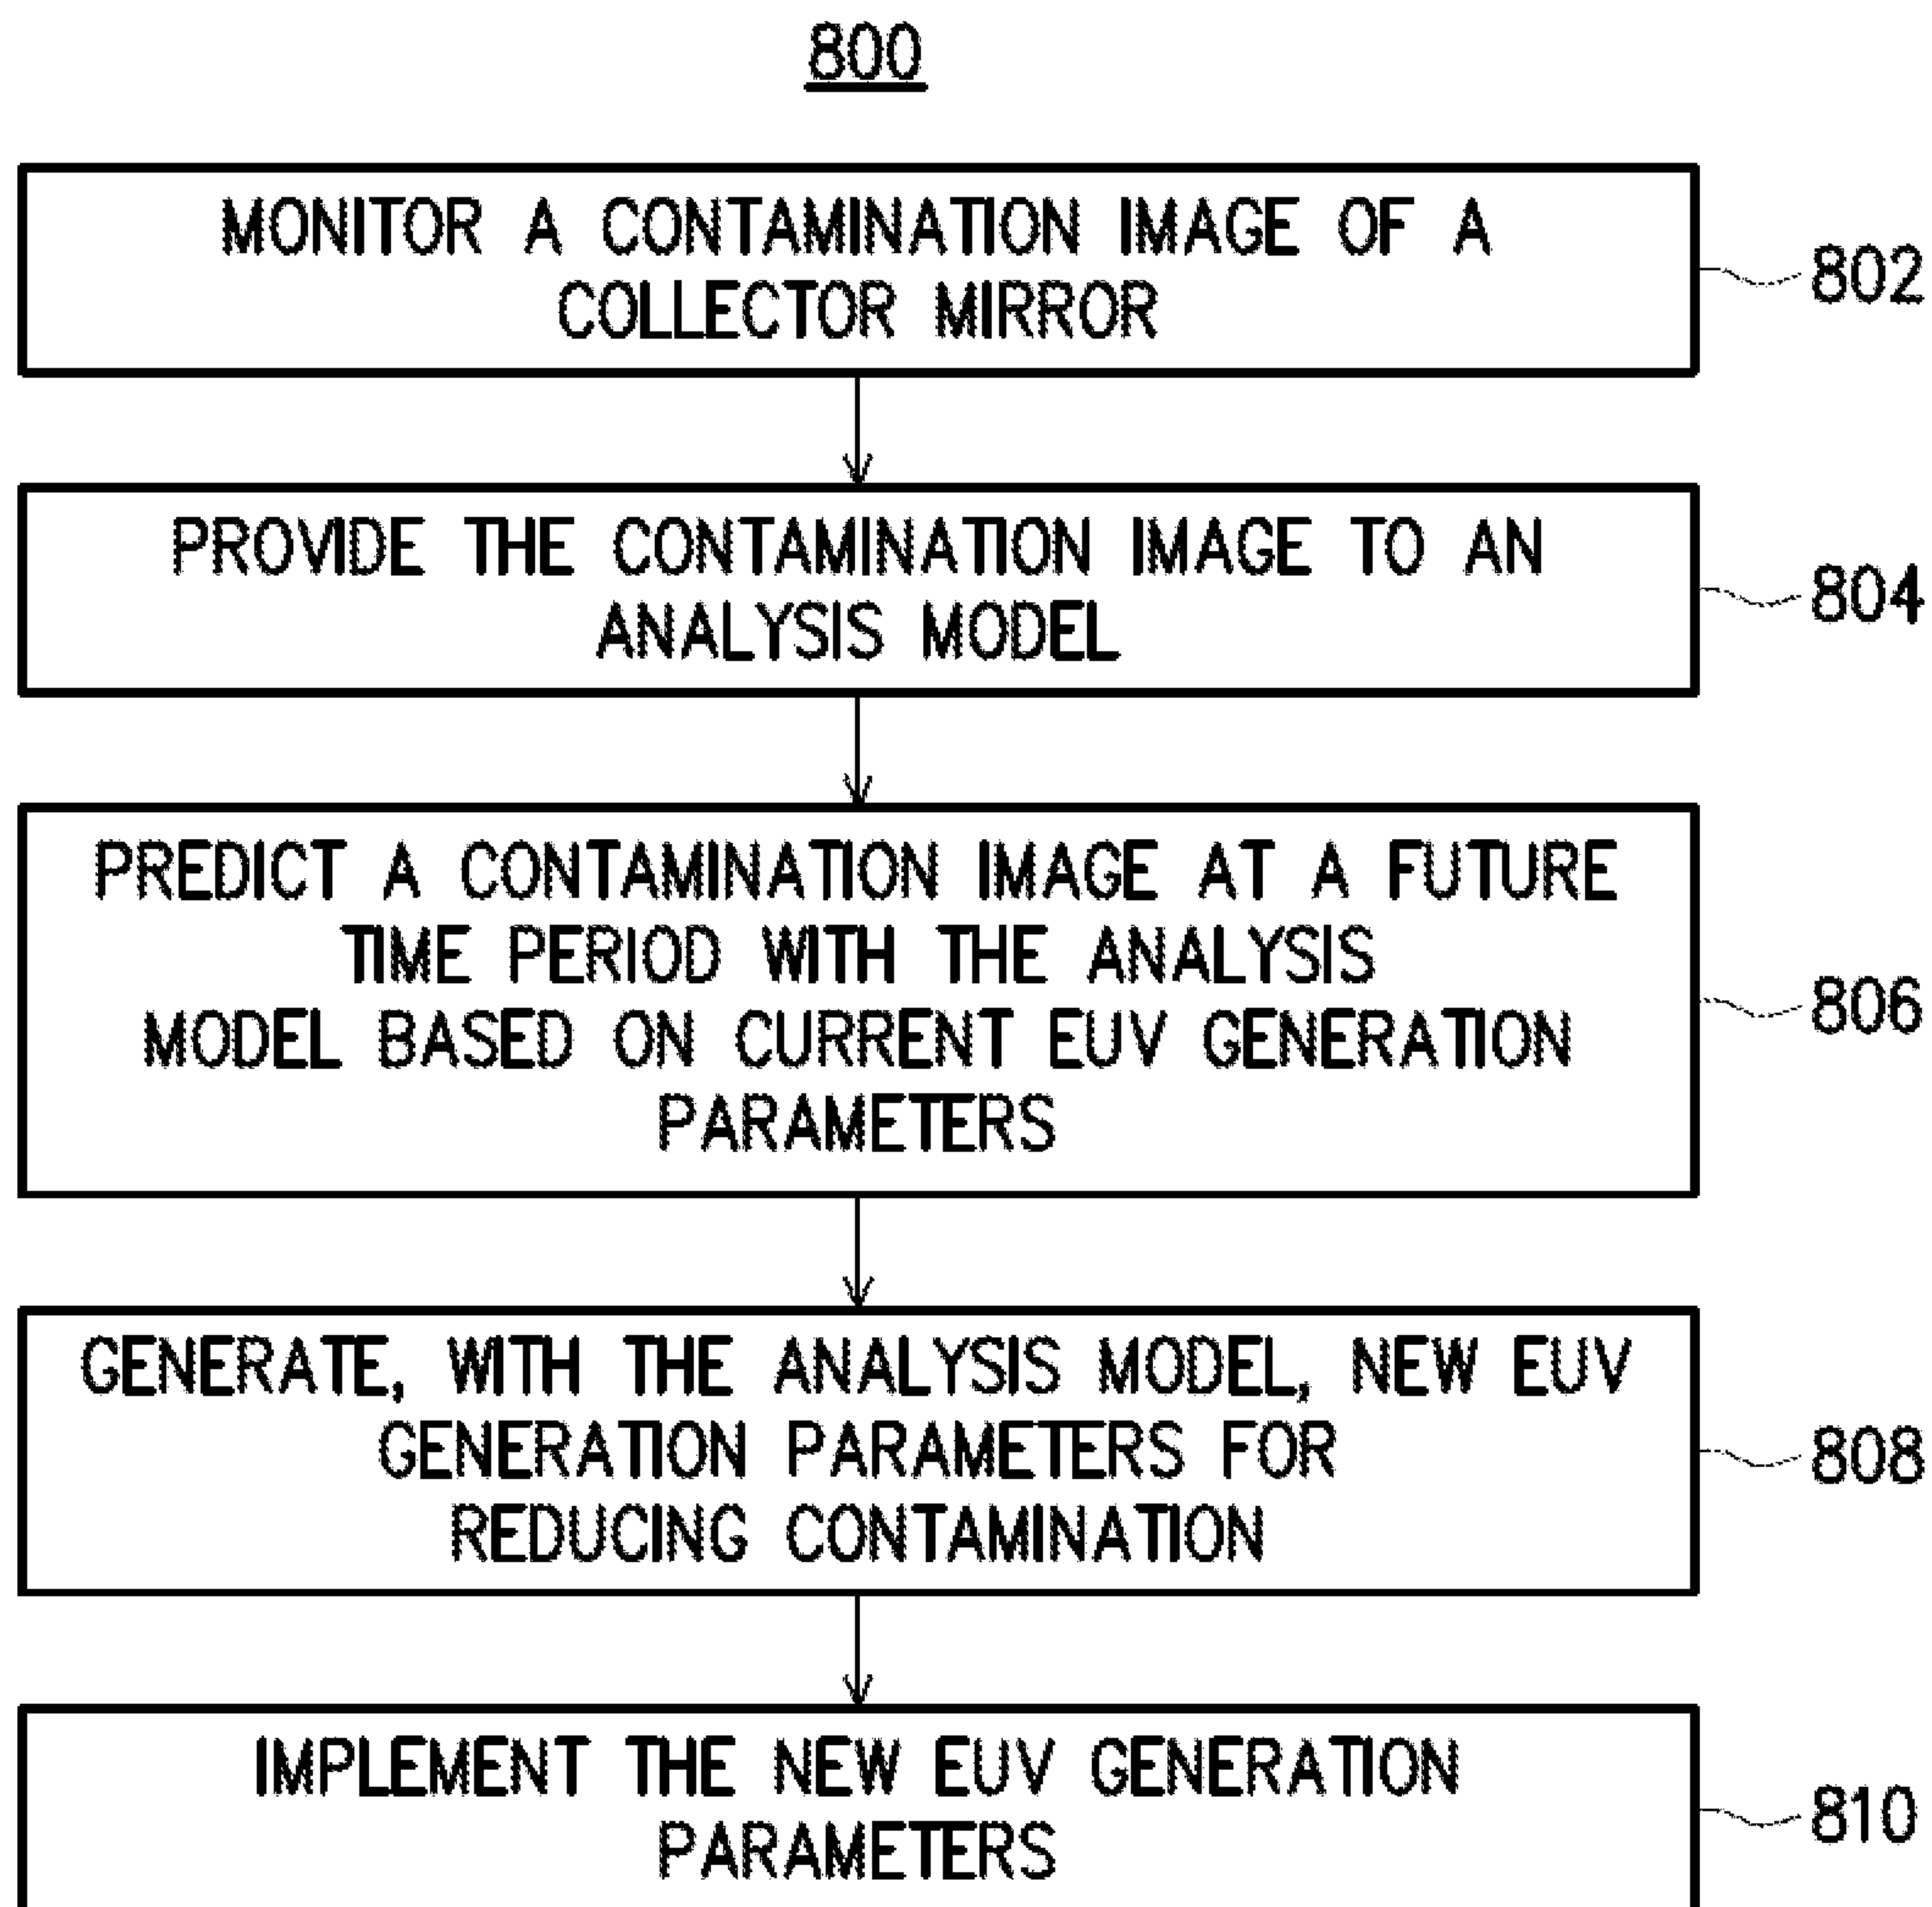 800
MONITOR A CONTAMINATION IMAGE OF A
COLLECTOR MIRROR
802
PROVIDE THE CONTAMINATION IMAGE TO AN
ANALYSIS MODEL
804
PREDICT A CONTAMINATION IMAGE AT A FUTURE
TIME PERIOD WITH THE ANALYSIS
MODEL BASED ON CURRENT EUV GENERATION
PARAMETERS
806
GENERATE, WITH THE ANALYSIS MODEL, NEW EUV
GENERATION PARAMETERS FOR
REDUCING CONTAMINATION
808
IMPLEMENT THE NEW EUV GENERATION
PARAMETERS
810